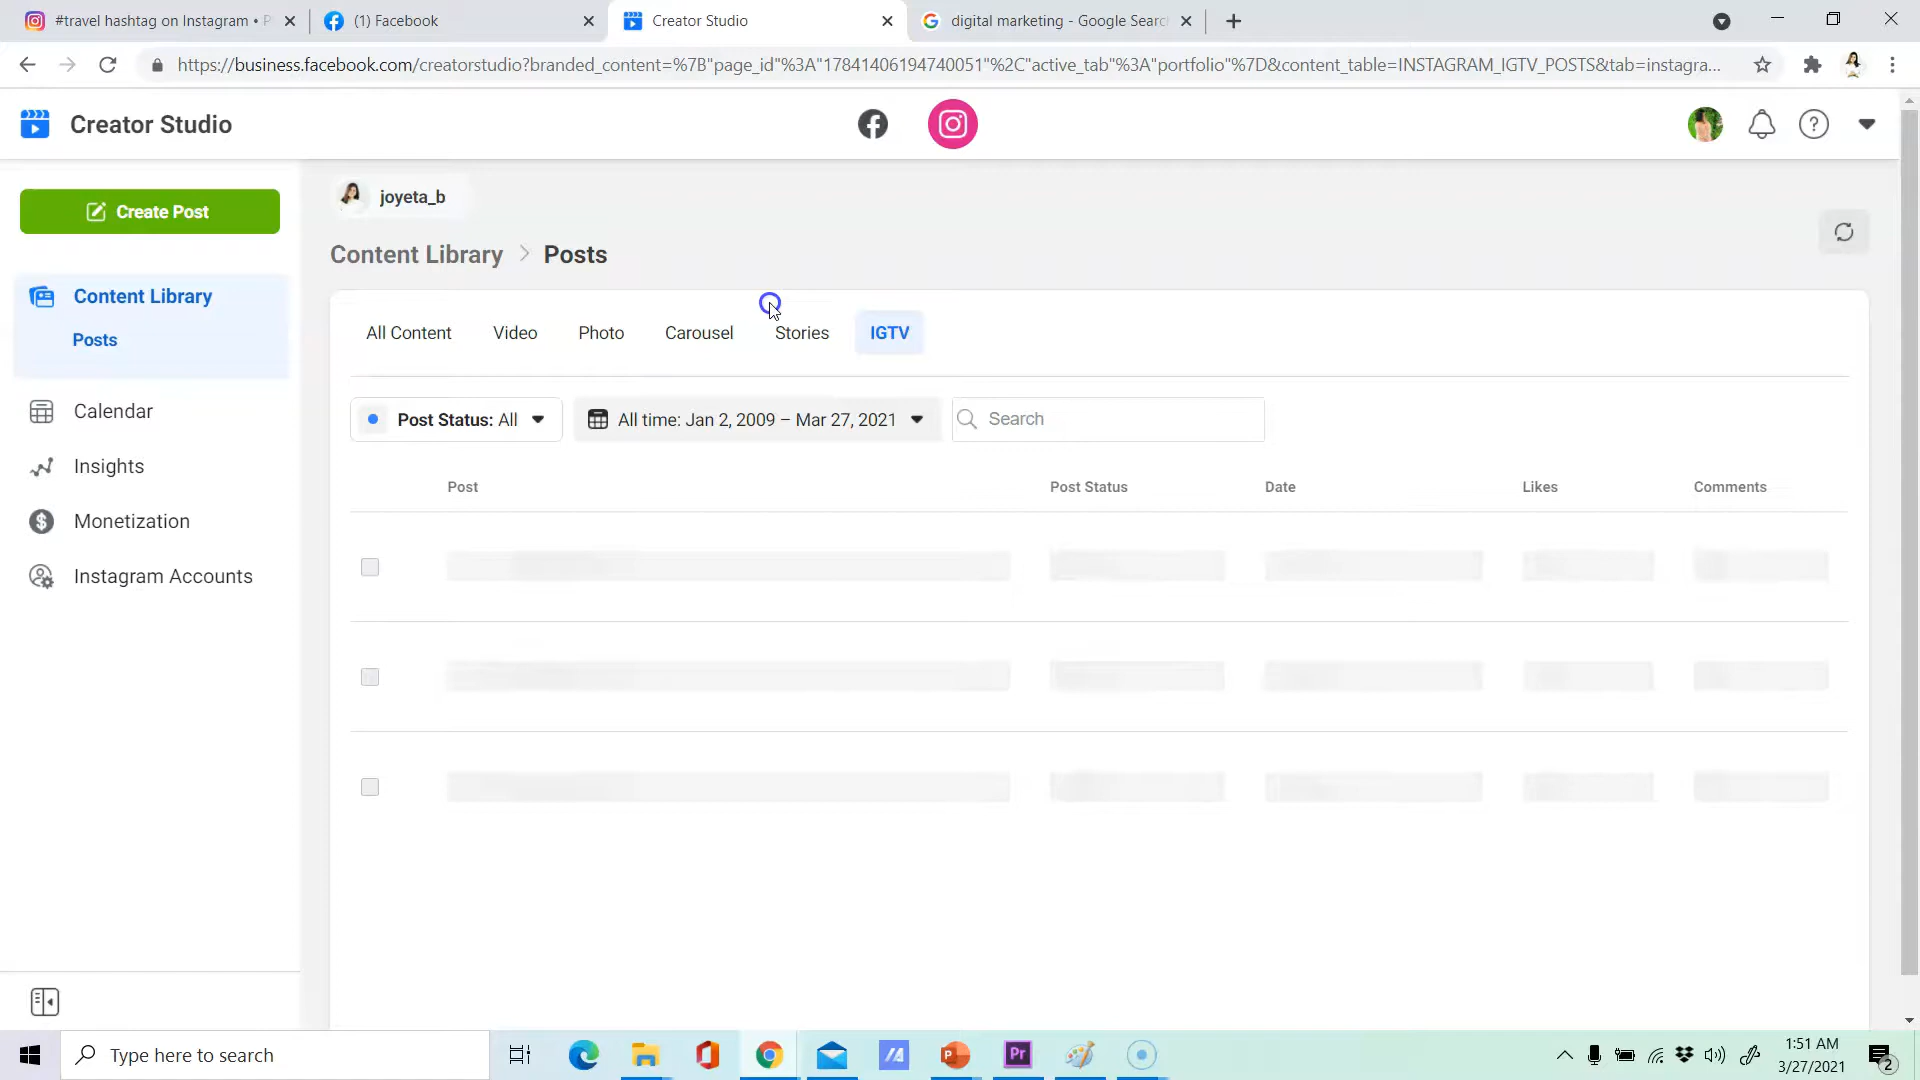 #travel hashtag on Instagram • P
(1) Facebook
Creator Studio
digital marketing - Google Searc
https://business.facebook.com/creatorstudio?branded_content=%7B"page_id"%3A"17841406194740051"%2C"active_tab"%3A"portfolio"%7D&content_table=INSTAGRAM_IGTV_POSTS&tab=instagra...
Creator Studio
Create Post
joyeta_b
Content Library > Posts
Content Library
Posts
Calendar
Insights
Monetization
Instagram Accounts
All Content Video Photo Carousel Stories IGTV
Post Status: All
All time: Jan 2, 2009 – Mar 27, 2021
Search
Post Post Status Date Likes Comments
Type here to search
1:51 AM
3/27/2021
2